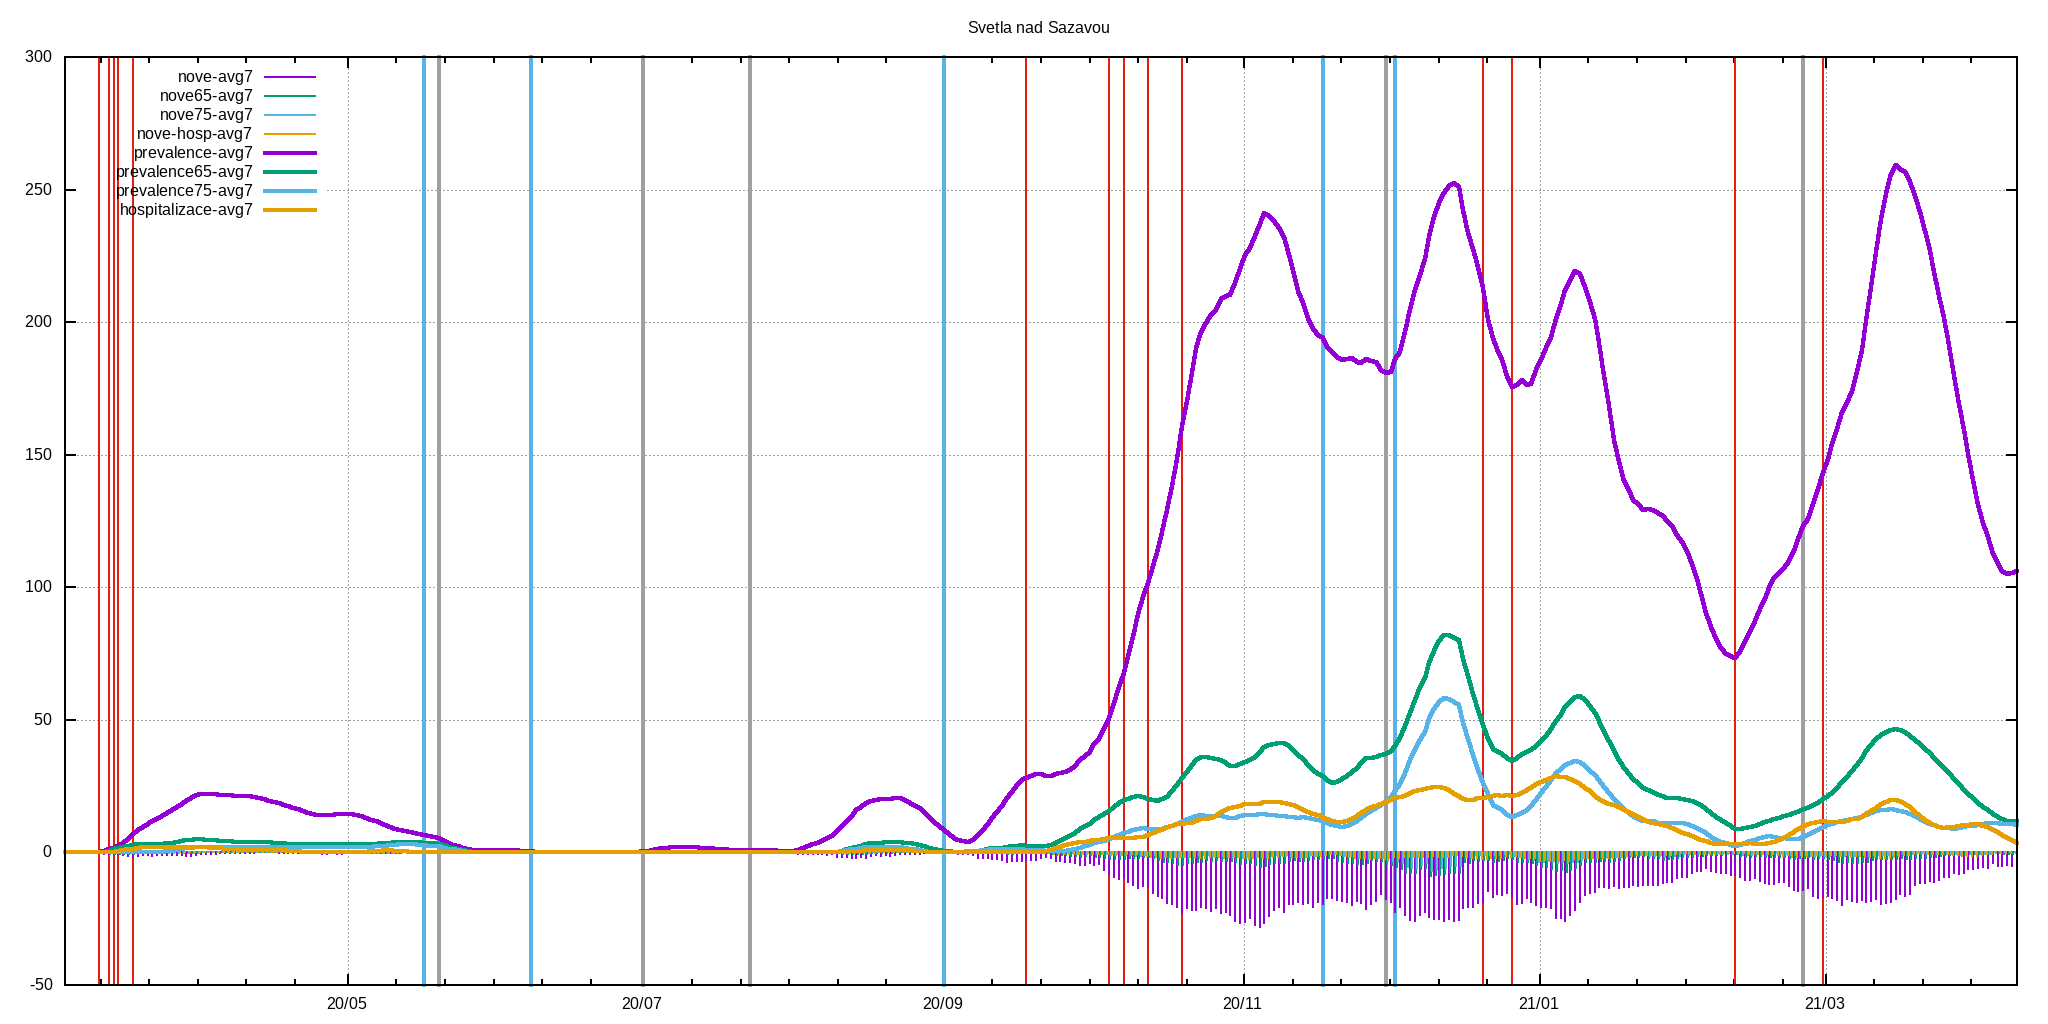 Svetla nad Sazavou
300
250
200
150
100
50
0
-50
nove-avg7
nove65-avg7
nove75-avg7
nove-hosp-avg7
prevalence-avg7
prevalence65-avg7
prevalence75-avg7
hospitalizace-avg7
20/05
20/07
20/09
20/11
21/01
21/03